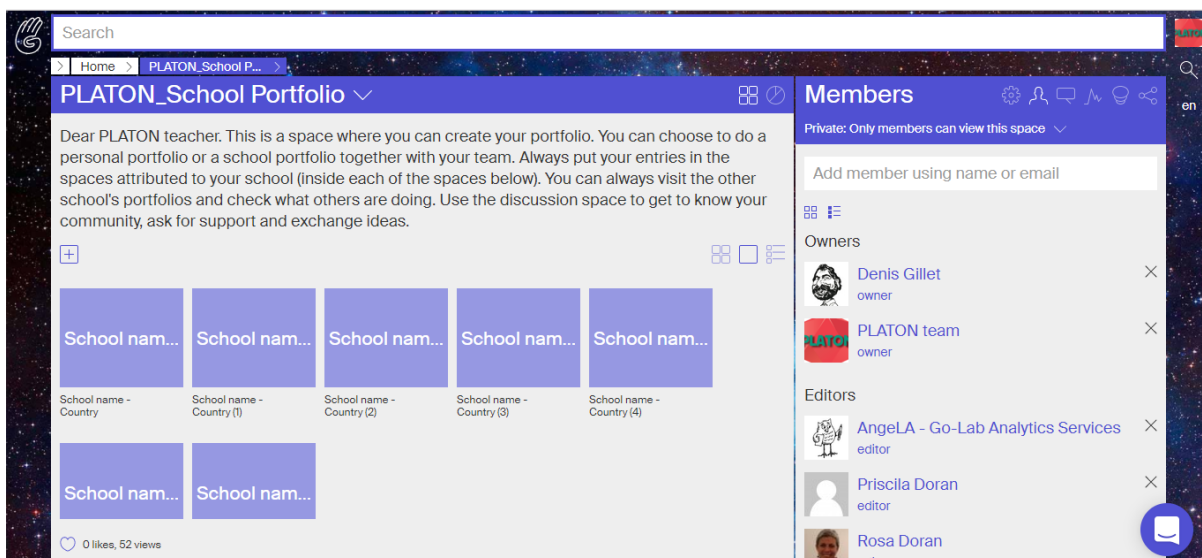 Search
Home
PLATON_School P...
PLATON
en
PLATON_School Portfolio
Dear PLATON teacher. This is a space where you can create your portfolio. You can choose to do a
personal portfolio or a school portfolio together with your team. Always put your entries in the
spaces attributed to your school (inside each of the spaces below). You can always visit the other
school's portfolios and check what others are doing. Use the discussion space to get to know your
community, ask for support and exchange ideas.
School nam... School nam... School nam... School nam... School nam...
School name -
Country
School name -
Country (1)
School name -
Country (2)
School name -
Country (3)
School name -
Country (4)
School nam... School nam...
0 likes, 52 views
Members
Private: Only members can view this space
Add member using name or email
Owners
Denis Gillet
owner
PLATON
PLATON team
owner
Editors
AngeLA - Go-Lab Analytics Services
editor
Priscila Doran
editor
Rosa Doran